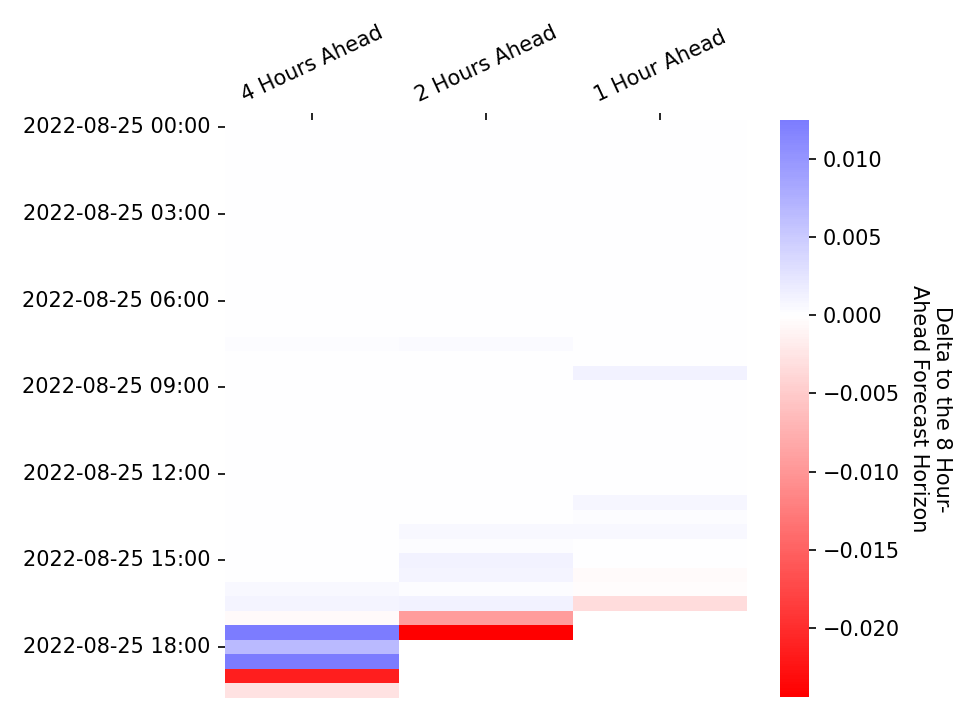 4 Hours Ahead
2 Hours Ahead
1 Hour Ahead
2022-08-25 00:00
2022-08-25 03:00
2022-08-25 06:00
2022-08-25 09:00
2022-08-25 12:00
2022-08-25 15:00
2022-08-25 18:00
0.010
0.005
0.000
−0.005
−0.010
−0.015
−0.020
Delta to the 8 Hour-
Ahead Forecast Horizon